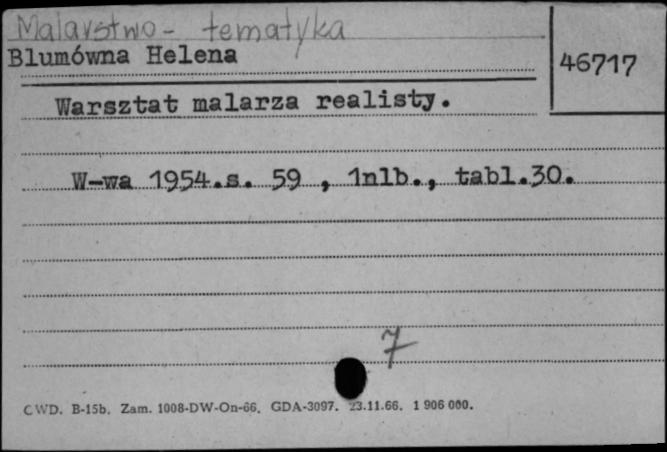 Malarstwo - tematyka
Blumówna Helena
46717
Warsztat malarza realisty.
W-wa 1954.s. 59 , 1nlb., tabl.30.
7
CWD. B-15b. Zam. 1008-DW-On-66. GDA-3097. 23.11.66. 1 906 000.